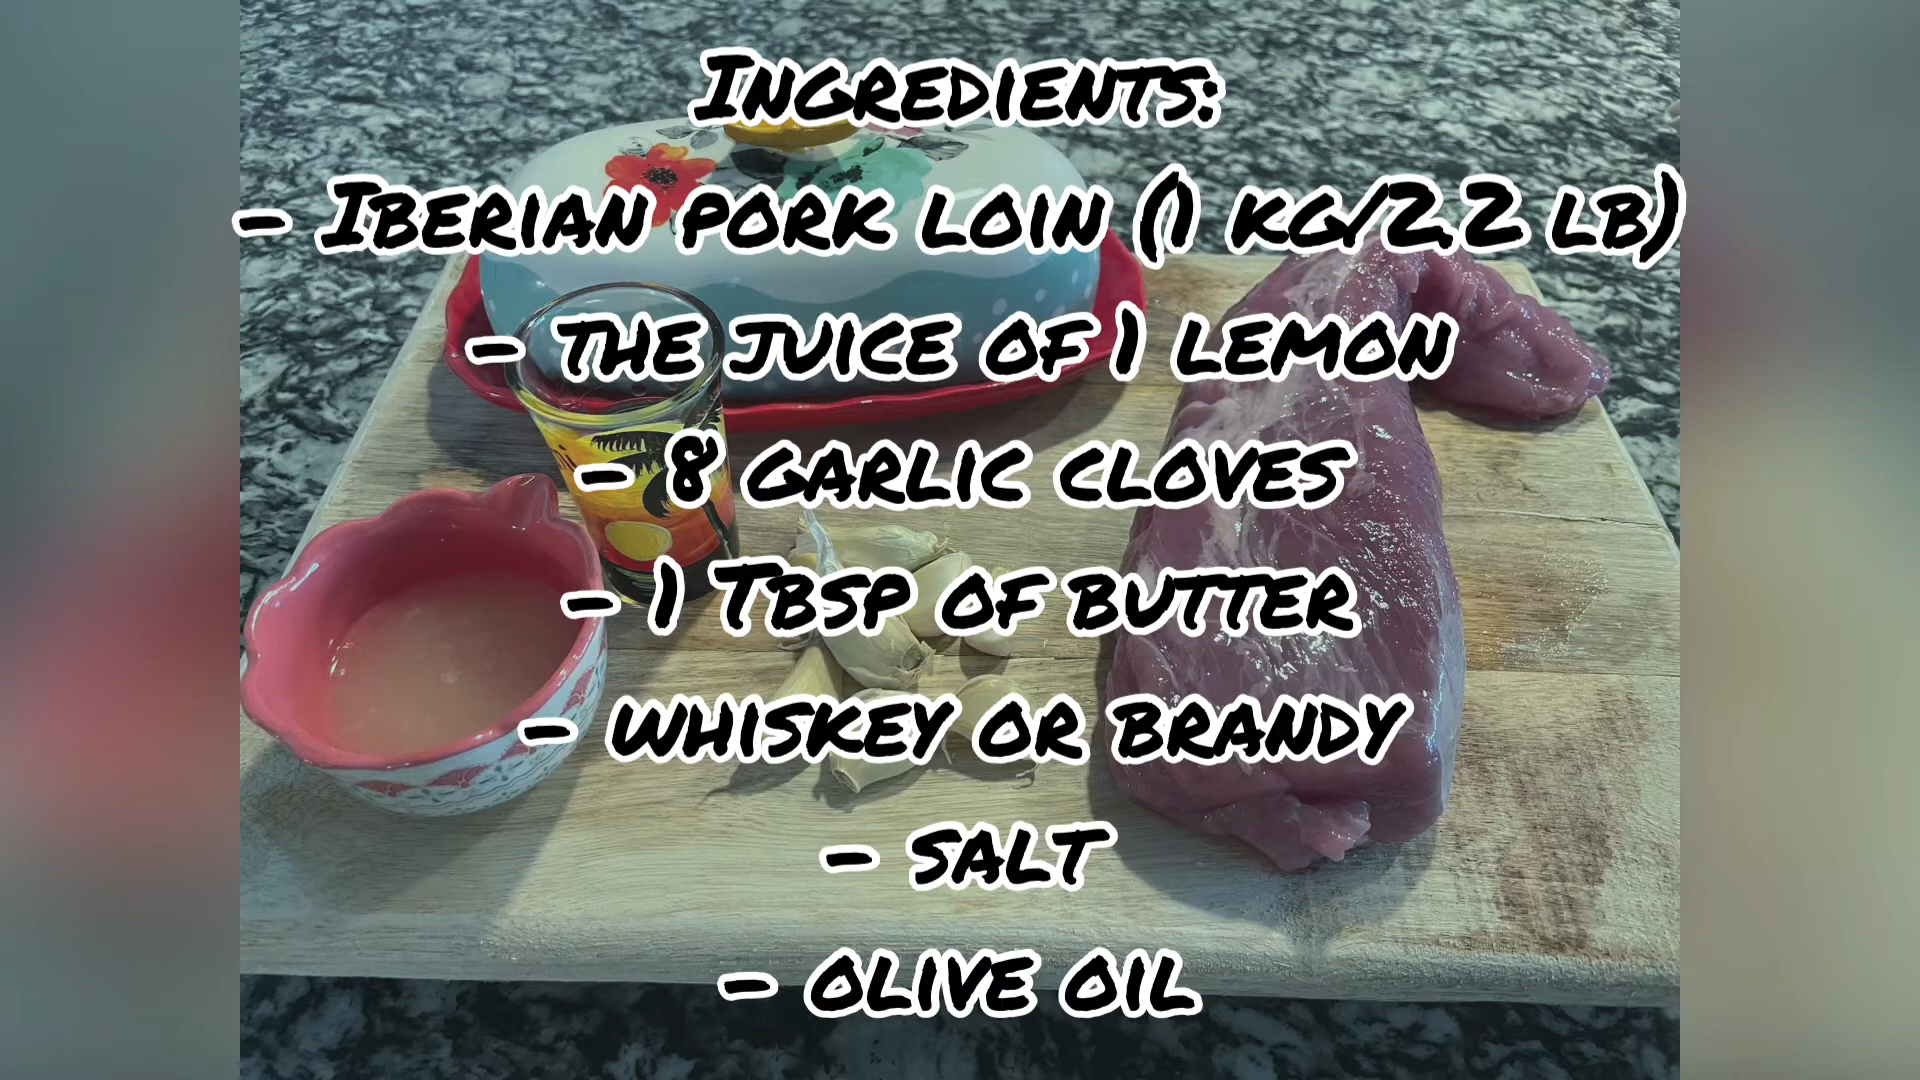 Ingredients:
- Iberian pork loin (1 kg/2.2 lb)
- the juice of 1 lemon
- 8 garlic cloves
- 1 Tbsp of butter
- whiskey or brandy
- salt
- olive oil